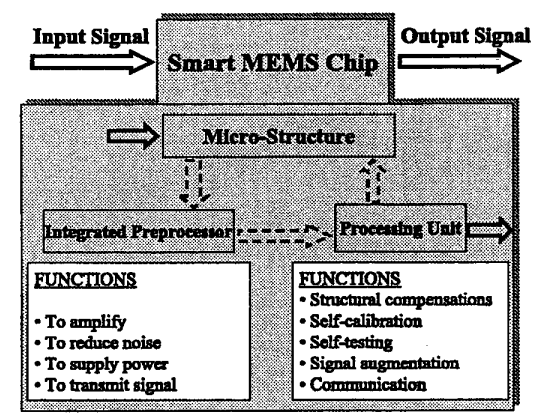 Input Signal
Output Signal
Smart MEMS Chip
Micro-Structure
Integrated Preprocessor
Processing Unit
FUNCTIONS
• To amplify
• To reduce noise
• To supply power
• To transmit signal
FUNCTIONS
• Structural compensations
• Self-calibration
• Self-testing
• Signal augmentation
• Communication